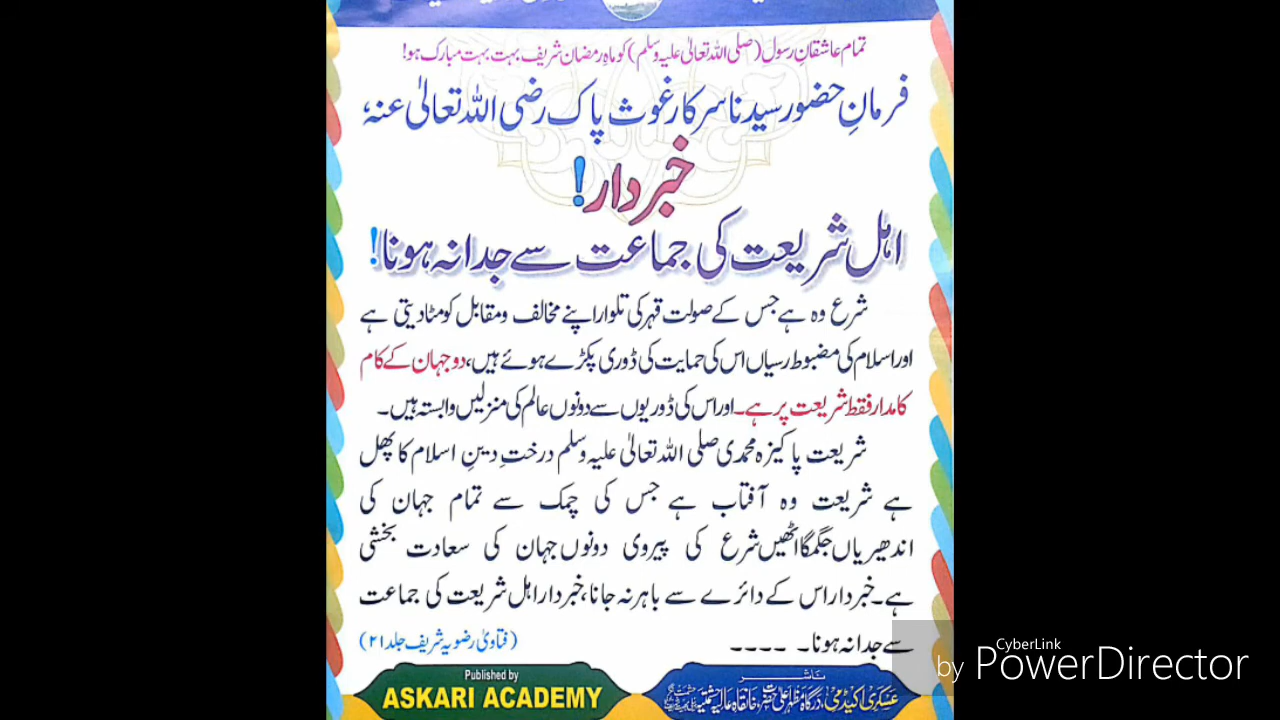 تمام عاشقانِ رسول (صلی اللہ تعالیٰ علیہ وسلم) کو ماہِ رمضان شریف بہت بہت مبارک ہو!
فرمانِ حضور سیدنا سرکار غوث پاک رضی اللہ تعالیٰ عنہ،
خبردار!
اہل شریعت کی جماعت سے جدا نہ ہونا!
شرع وہ ہے جس کے صولت قہر کی تلوار اپنے مخالف و مقابل کو مٹا دیتی ہے
اور اسلام کی مضبوط رسیاں اس کی حمایت کی ڈوری پکڑے ہوئے ہیں، دو جہان کے کام
کا مدار فقط شریعت پر ہے۔ اور اس کی ڈوریوں سے دونوں عالم کی منزلیں وابستہ ہیں۔
شریعت پاکیزہ محمدی صلی اللہ تعالیٰ علیہ وسلم درختِ دینِ اسلام کا پھل
ہے شریعت وہ آفتاب ہے جس کی چمک سے تمام جہان کی
اندھیریاں جگمگا اٹھیں شرع کی پیروی دونوں جہان کی سعادت بخشی
ہے۔ خبردار اس کے دائرے سے باہر نہ جانا، خبردار اہل شریعت کی جماعت
سے جدا نہ ہونا۔ ۔۔۔۔ (فتاویٰ رضویہ شریف جلد ۲۱)
ناشر
عسکری اکیڈمی، درگاہ مظہر اعلیٰ حضرت، خانقاہ عالیہ حشمتیہ
Published by
ASKARI ACADEMY
CyberLink
by PowerDirector